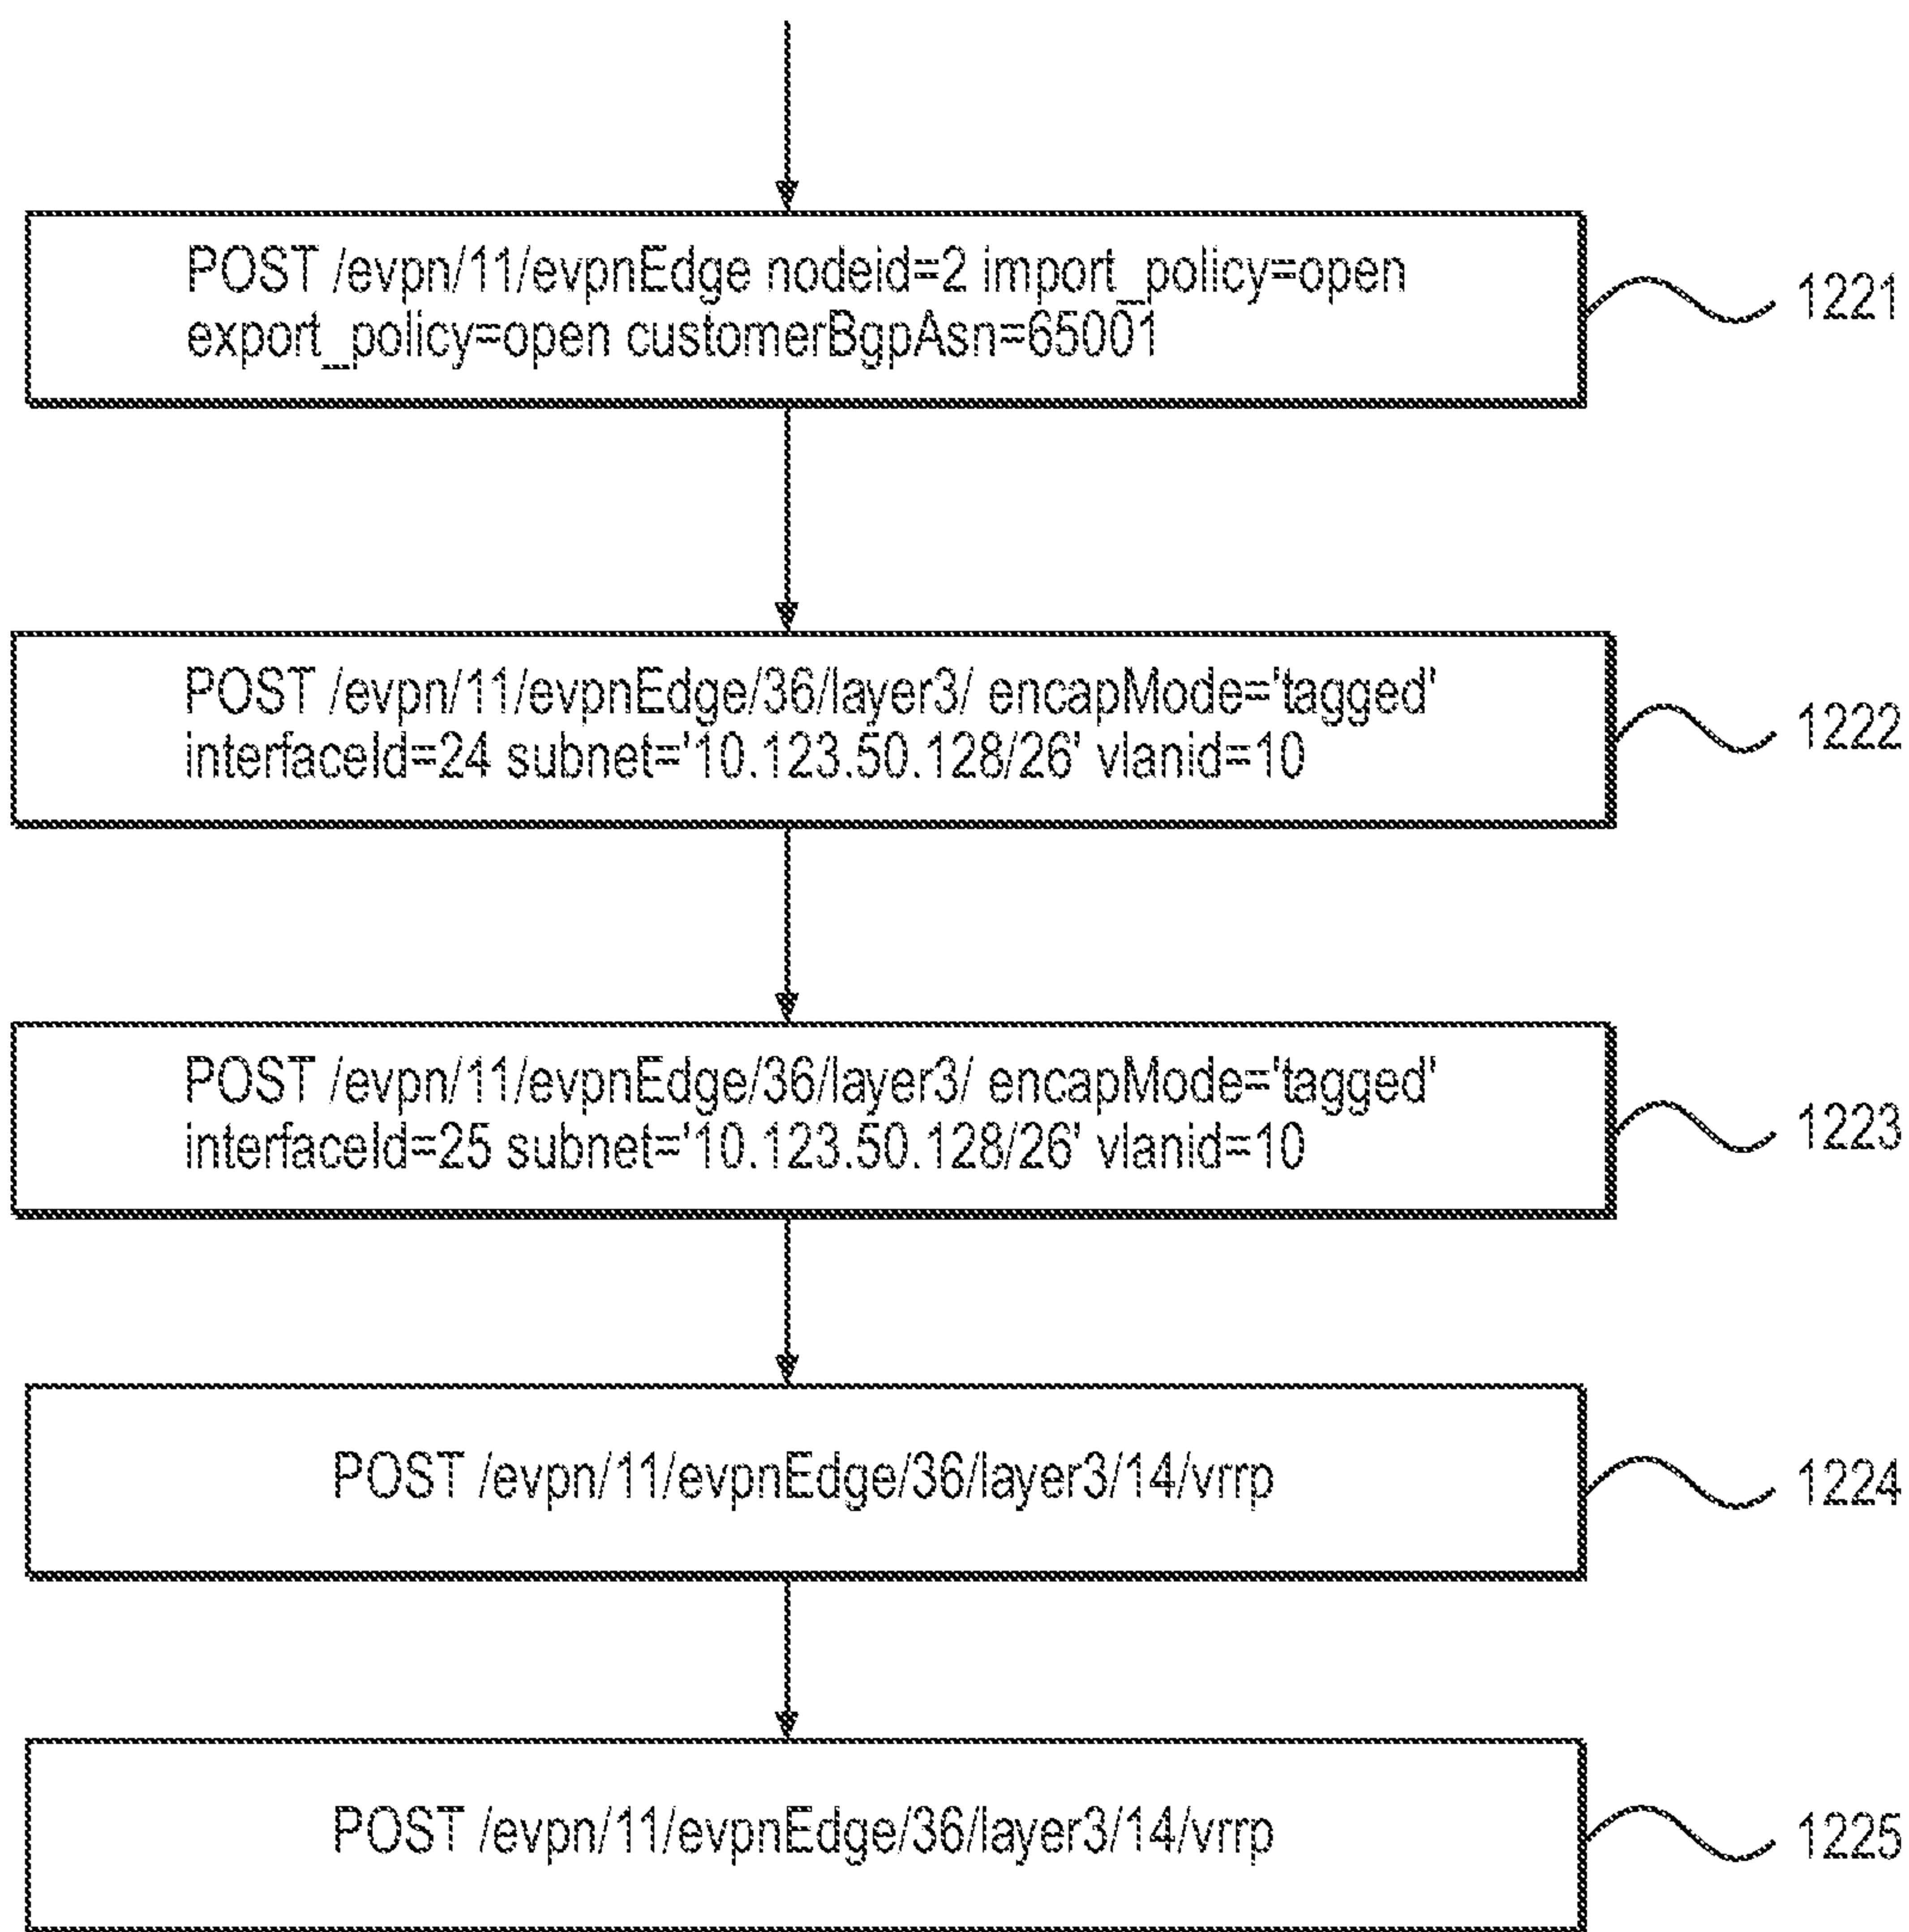 POST /evpn/11/evpnEdge nodeid=2 import_policy=open
export_policy=open customerBgpAsn=65001
1221
POST /evpn/11/evpnEdge/36/layer3/ encapMode='tagged'
interfaceId=24 subnet='10.123.50.128/26' vlanid=10
1222
POST /evpn/11/evpnEdge/36/layer3/ encapMode='tagged'
interfaceId=25 subnet='10.123.50.128/26' vlanid=10
1223
POST /evpn/11/evpnEdge/36/layer3/14/vrrp
1224
POST /evpn/11/evpnEdge/36/layer3/14/vrrp
1225